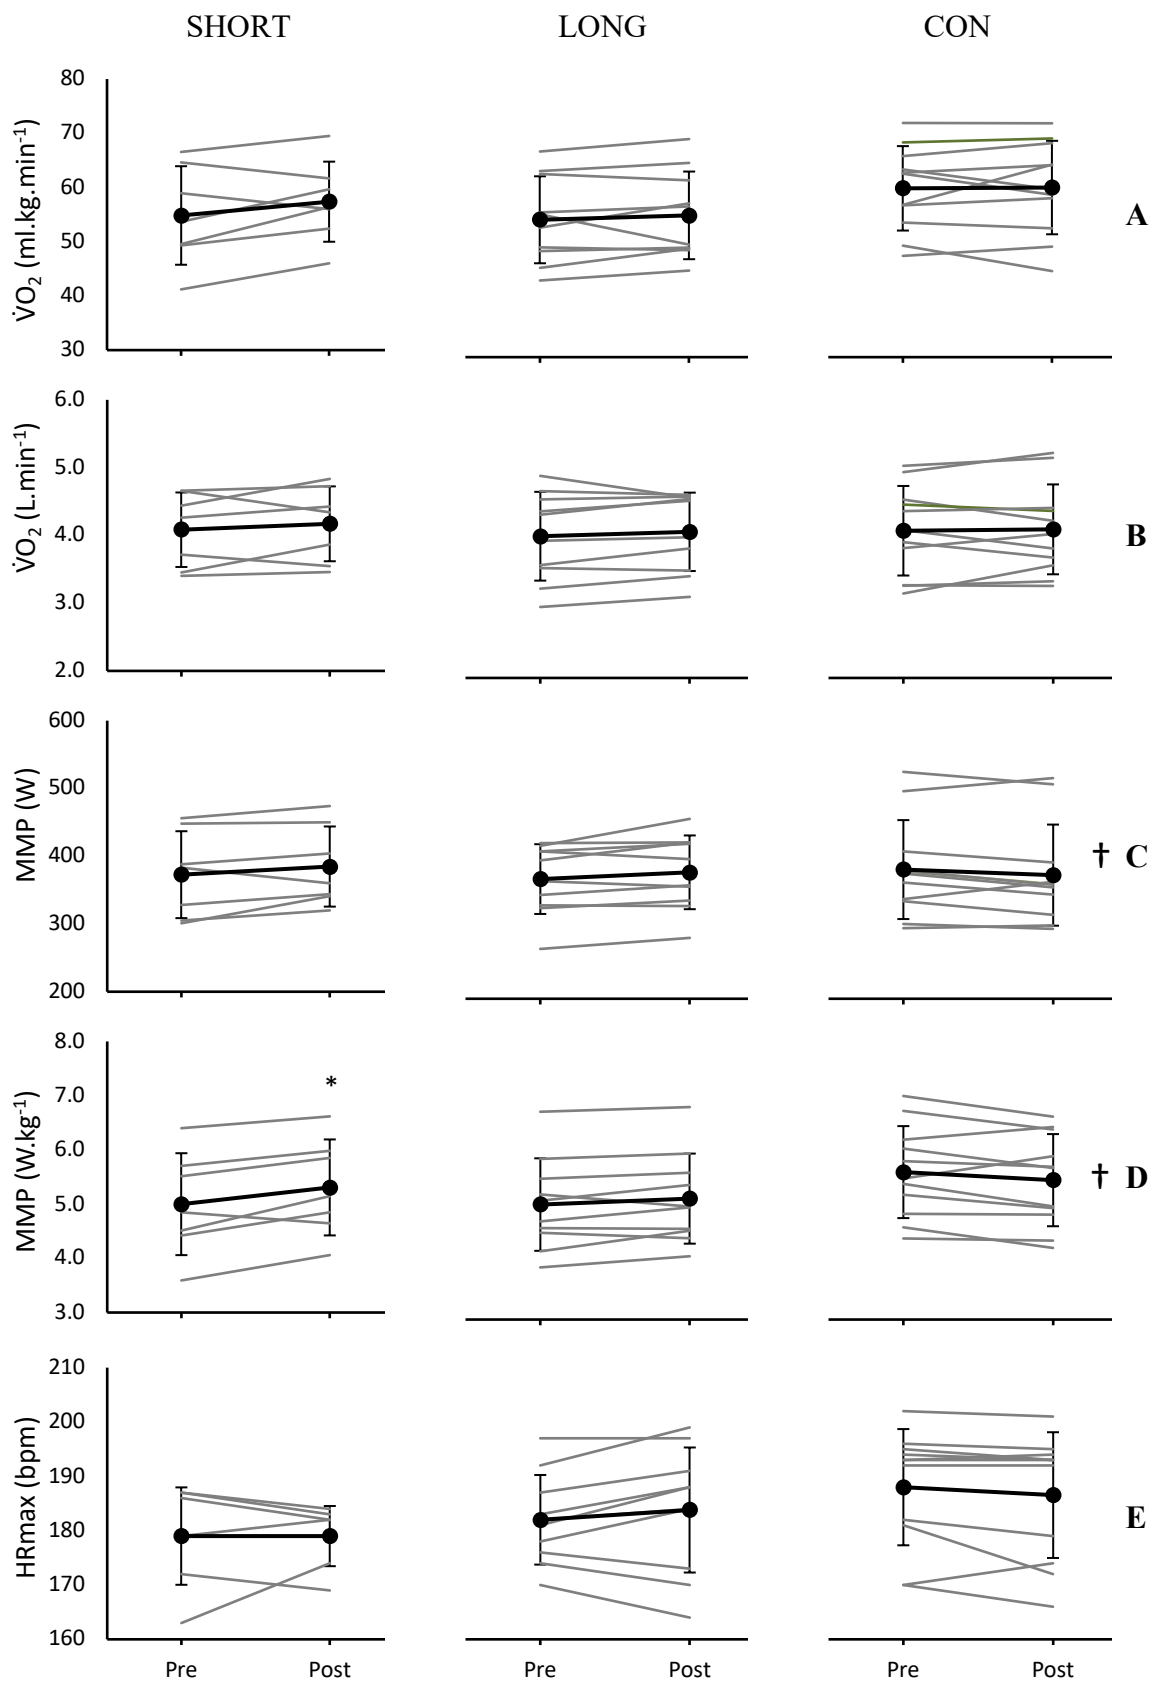 SHORT LONG CON
80
70
60
50
40
30
V̇O₂ (ml.kg.min⁻¹)
A
6.0
5.0
4.0
3.0
2.0
V̇O₂ (L.min⁻¹)
B
600
500
400
300
200
MMP (W)
† C
8.0
7.0
6.0
5.0
4.0
3.0
MMP (W.kg⁻¹)
*
† D
210
200
190
180
170
160
HRmax (bpm)
E
Pre Post Pre Post Pre Post